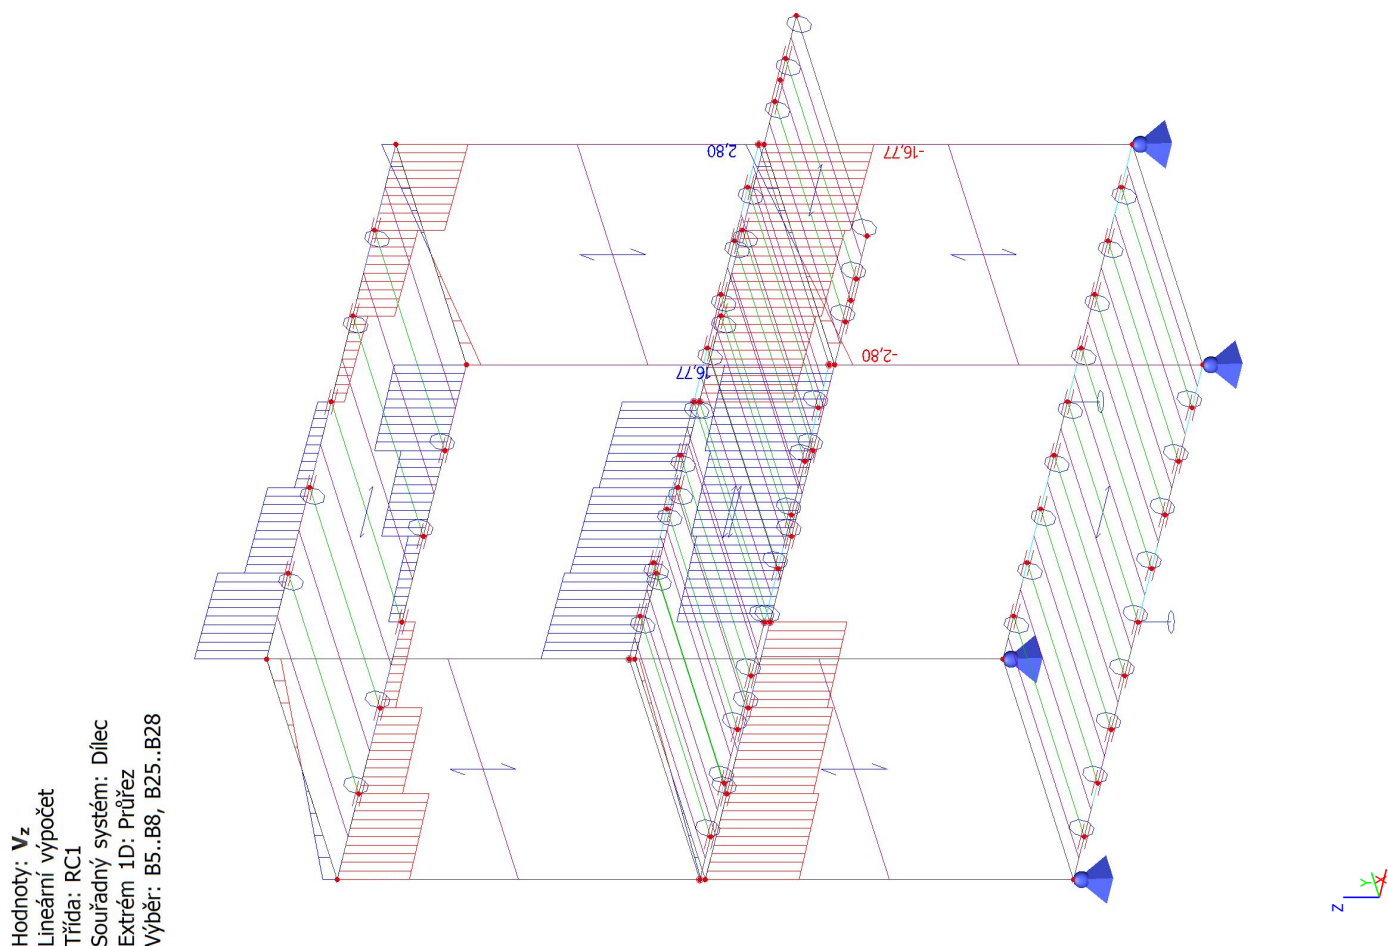 Hodnoty: Vz
Lineární výpočet
Třída: RC1
Souřadný systém: Dílec
Extrém 1D: Průřez
Výběr: B5..B8, B25..B28
2,80
-16,77
-2,80
16,77
Z
Y
X